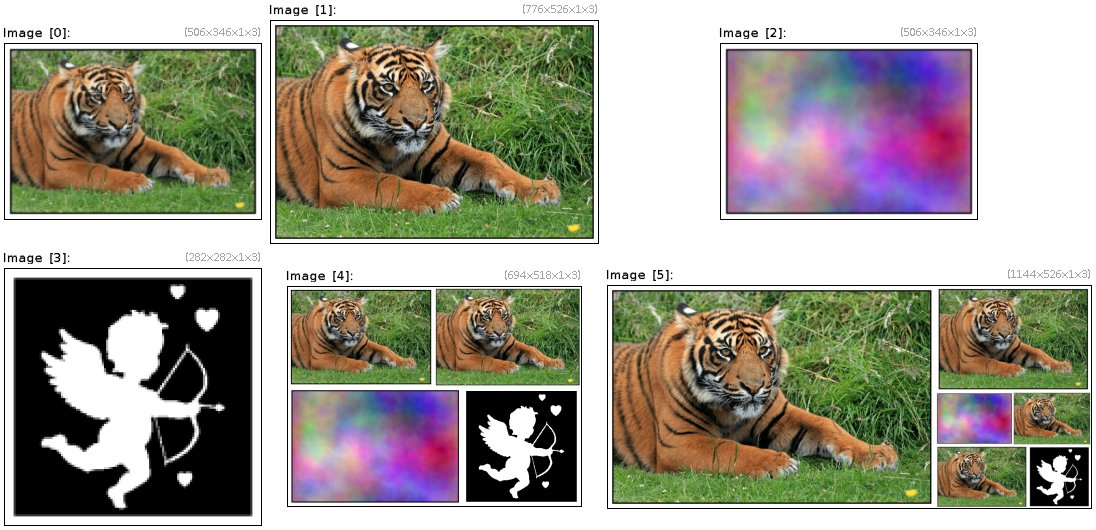 Image [0]: (506×346×1×3)
Image [1]: (776×526×1×3)
Image [2]: (506×346×1×3)
Image [3]: (282×282×1×3)
Image [4]: (694×518×1×3)
Image [5]: (1144×526×1×3)